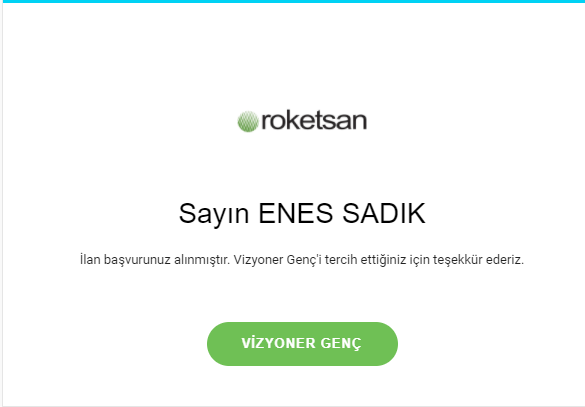 roketsan
Sayın ENES SADIK
İlan başvurunuz alınmıştır. Vizyoner Genç'i tercih ettiğiniz için teşekkür ederiz.
VİZYONER GENÇ